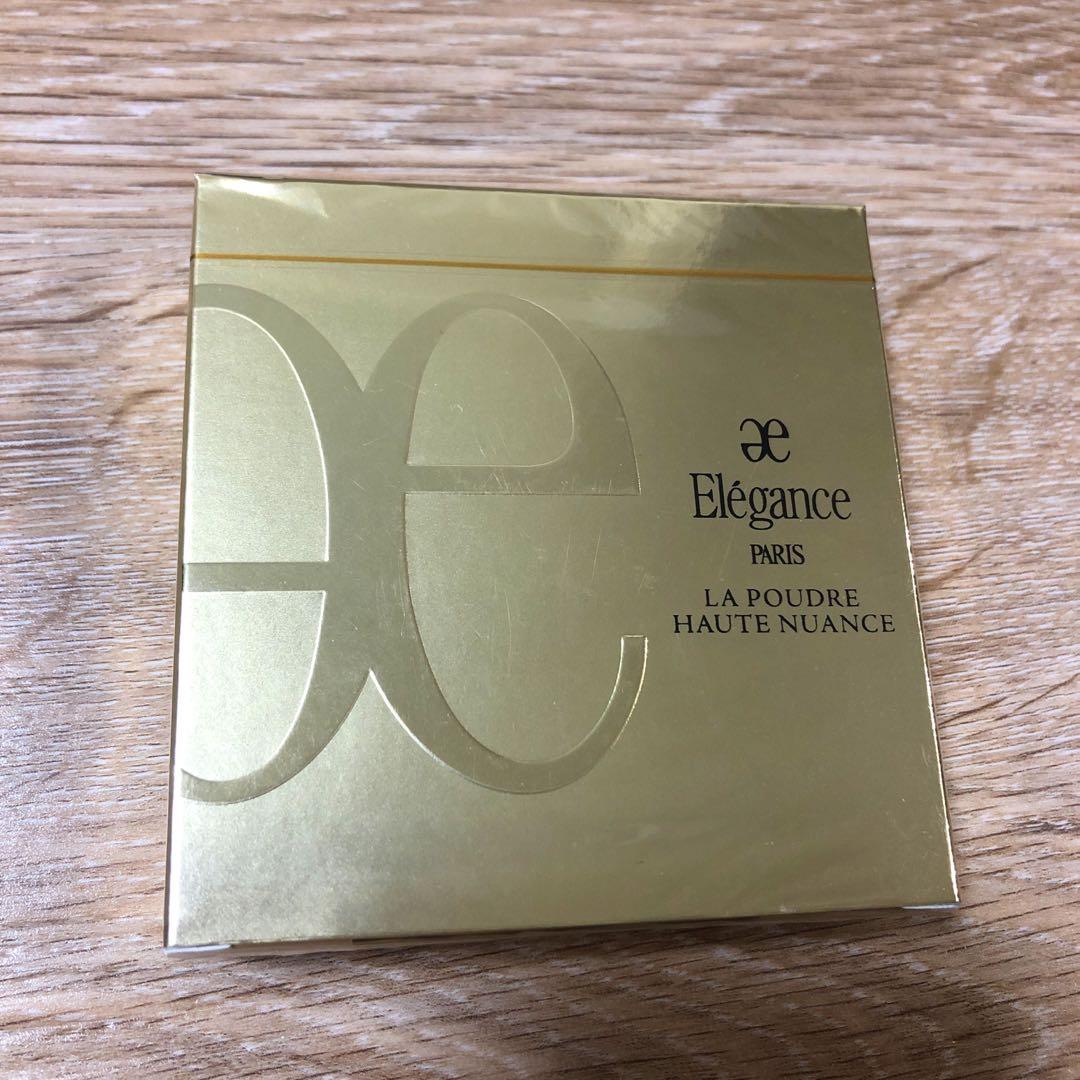 æ
Elégance
PARIS
LA POUDRE
HAUTE NUANCE